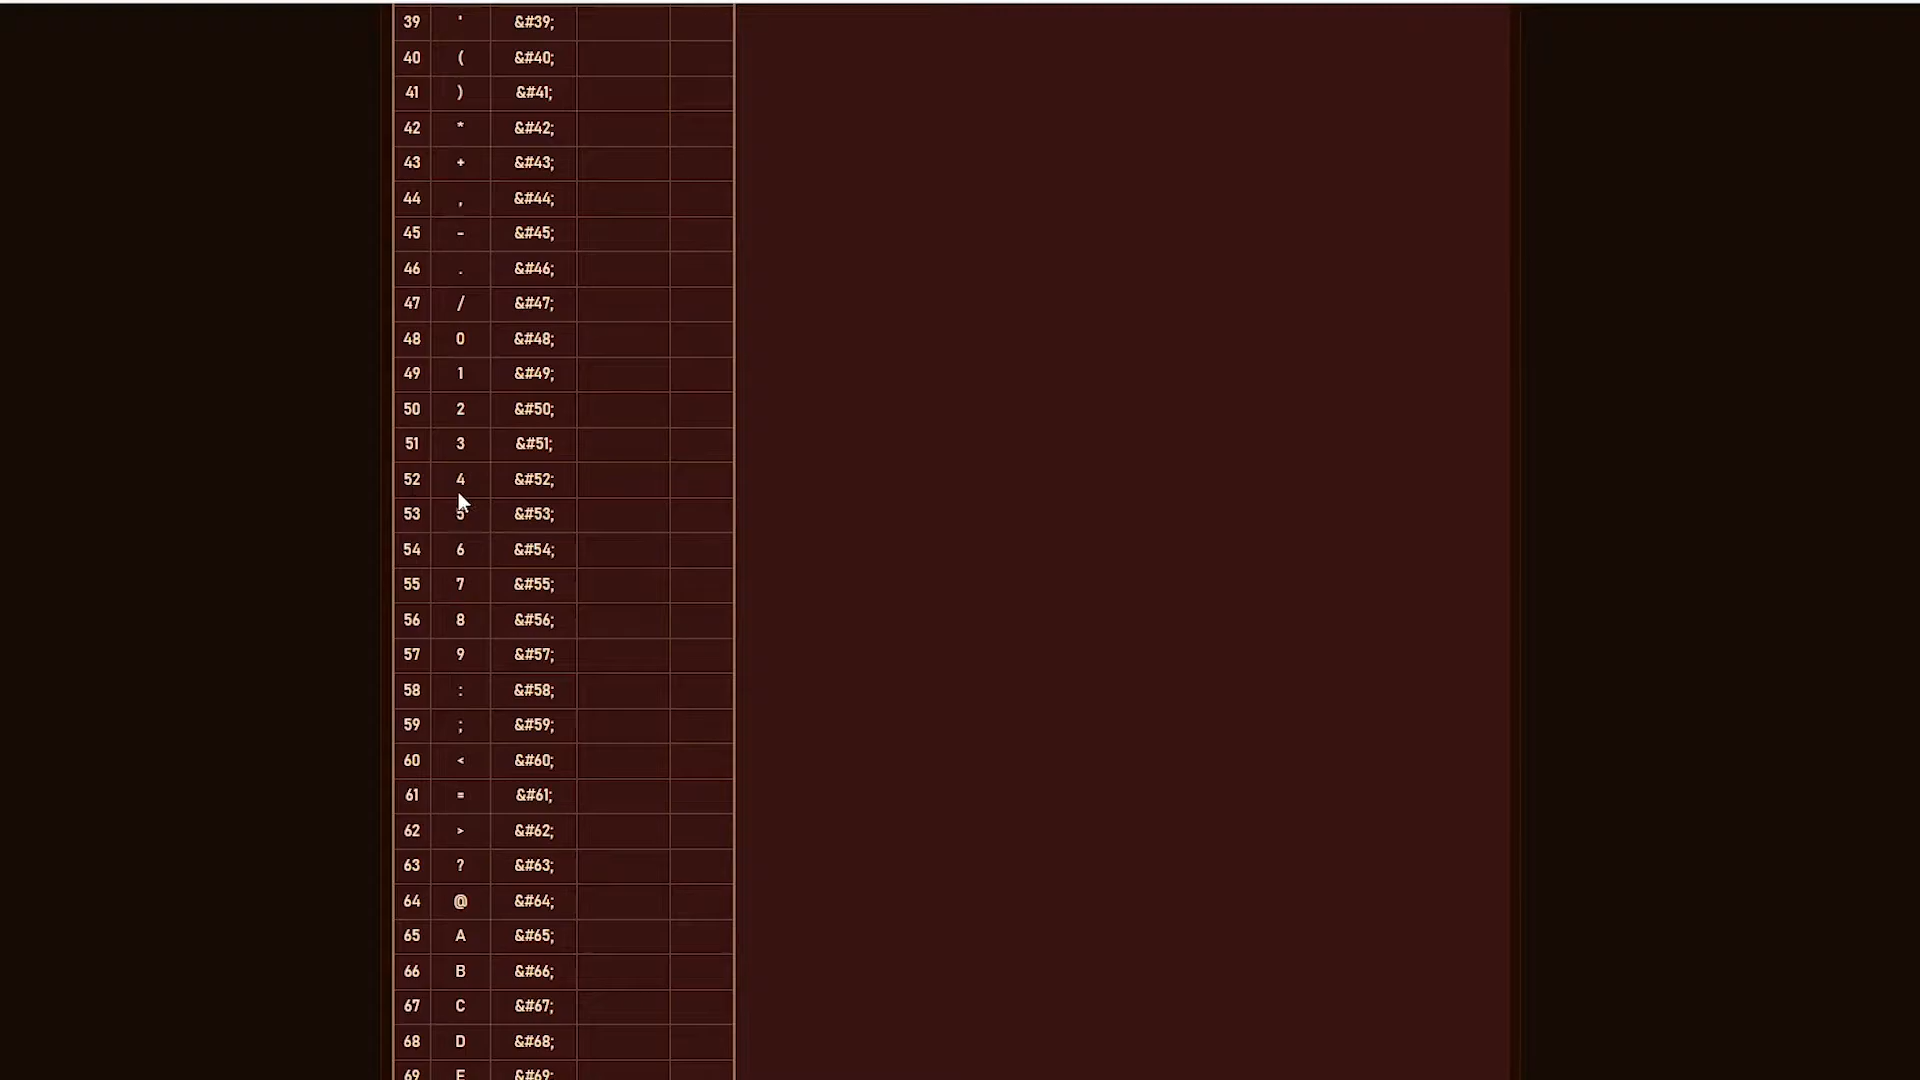 39 ' &#39;
40 ( &#40;
41 ) &#41;
42 * &#42;
43 + &#43;
44 , &#44;
45 - &#45;
46 . &#46;
47 / &#47;
48 0 &#48;
49 1 &#49;
50 2 &#50;
51 3 &#51;
52 4 &#52;
53 5 &#53;
54 6 &#54;
55 7 &#55;
56 8 &#56;
57 9 &#57;
58 : &#58;
59 ; &#59;
60 < &#60;
61 = &#61;
62 > &#62;
63 ? &#63;
64 @ &#64;
65 A &#65;
66 B &#66;
67 C &#67;
68 D &#68;
69 E &#69;